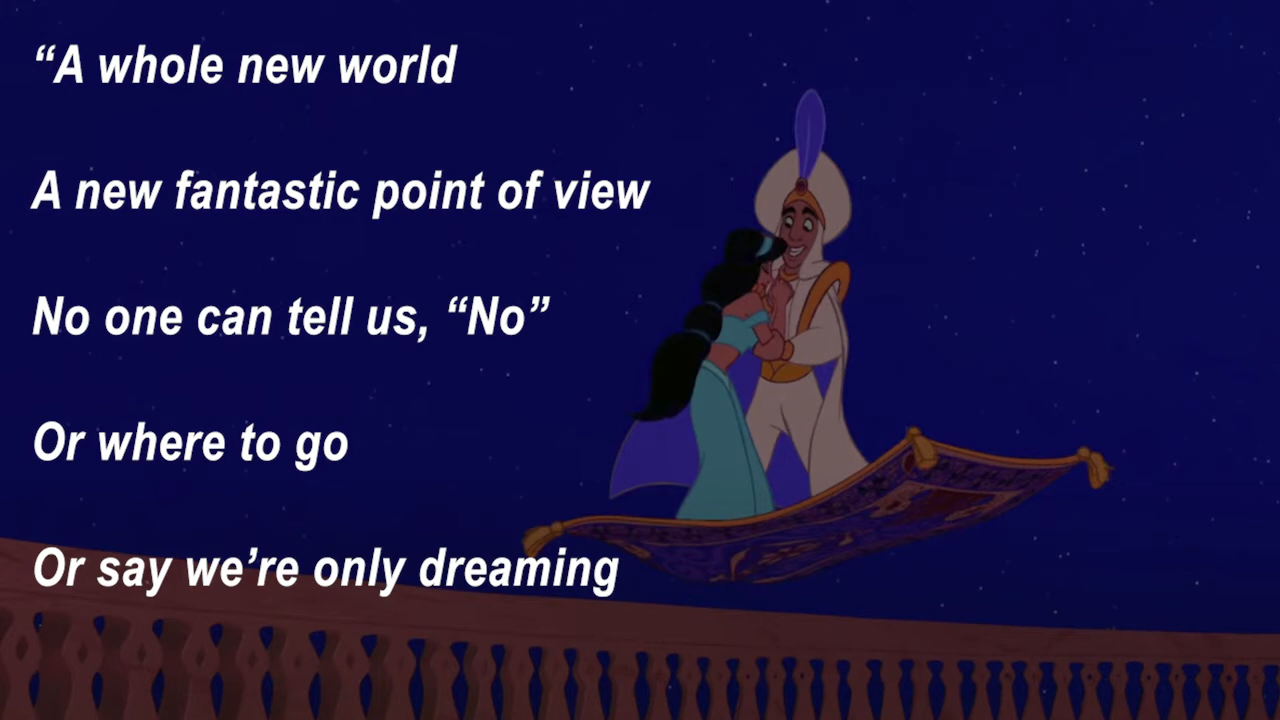 “A whole new world
A new fantastic point of view
No one can tell us, “No”
Or where to go
Or say we’re only dreaming